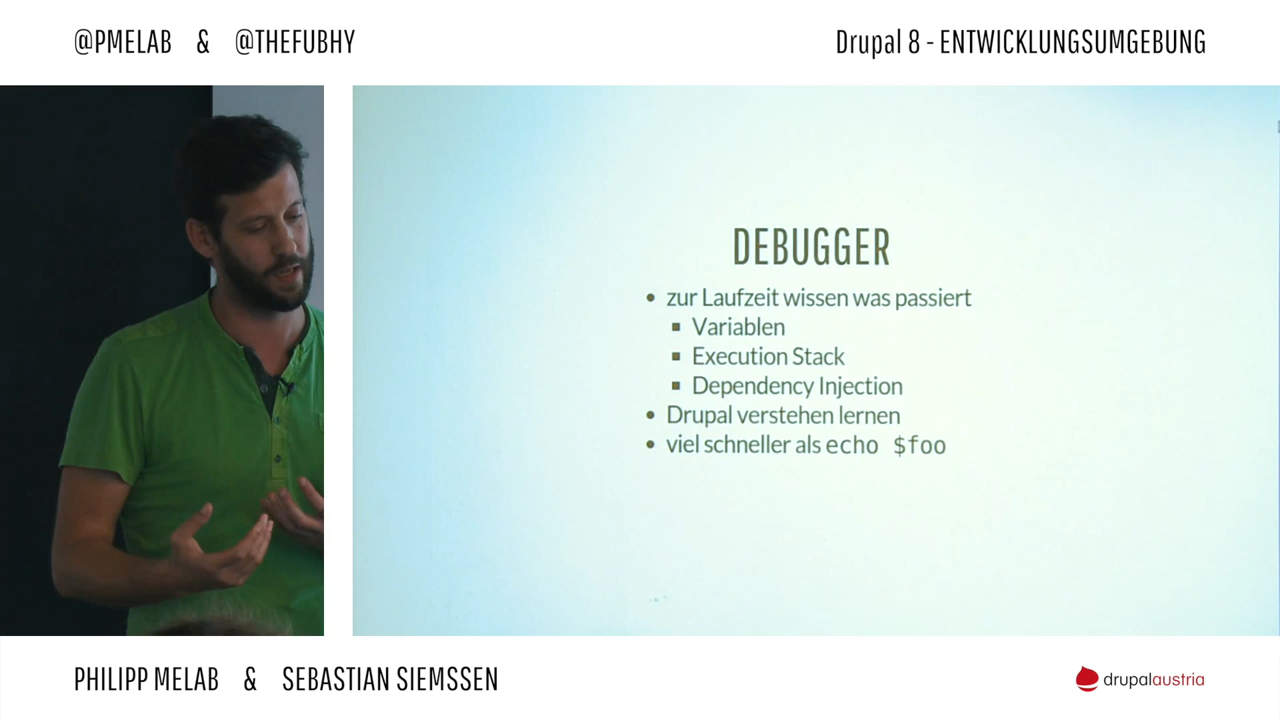 @PMELAB & @THEFUBHY
Drupal 8 - ENTWICKLUNGSUMGEBUNG
DEBUGGER
• zur Laufzeit wissen was passiert
▪ Variablen
▪ Execution Stack
▪ Dependency Injection
• Drupal verstehen lernen
• viel schneller als echo $foo
PHILIPP MELAB & SEBASTIAN SIEMSSEN
drupalaustria